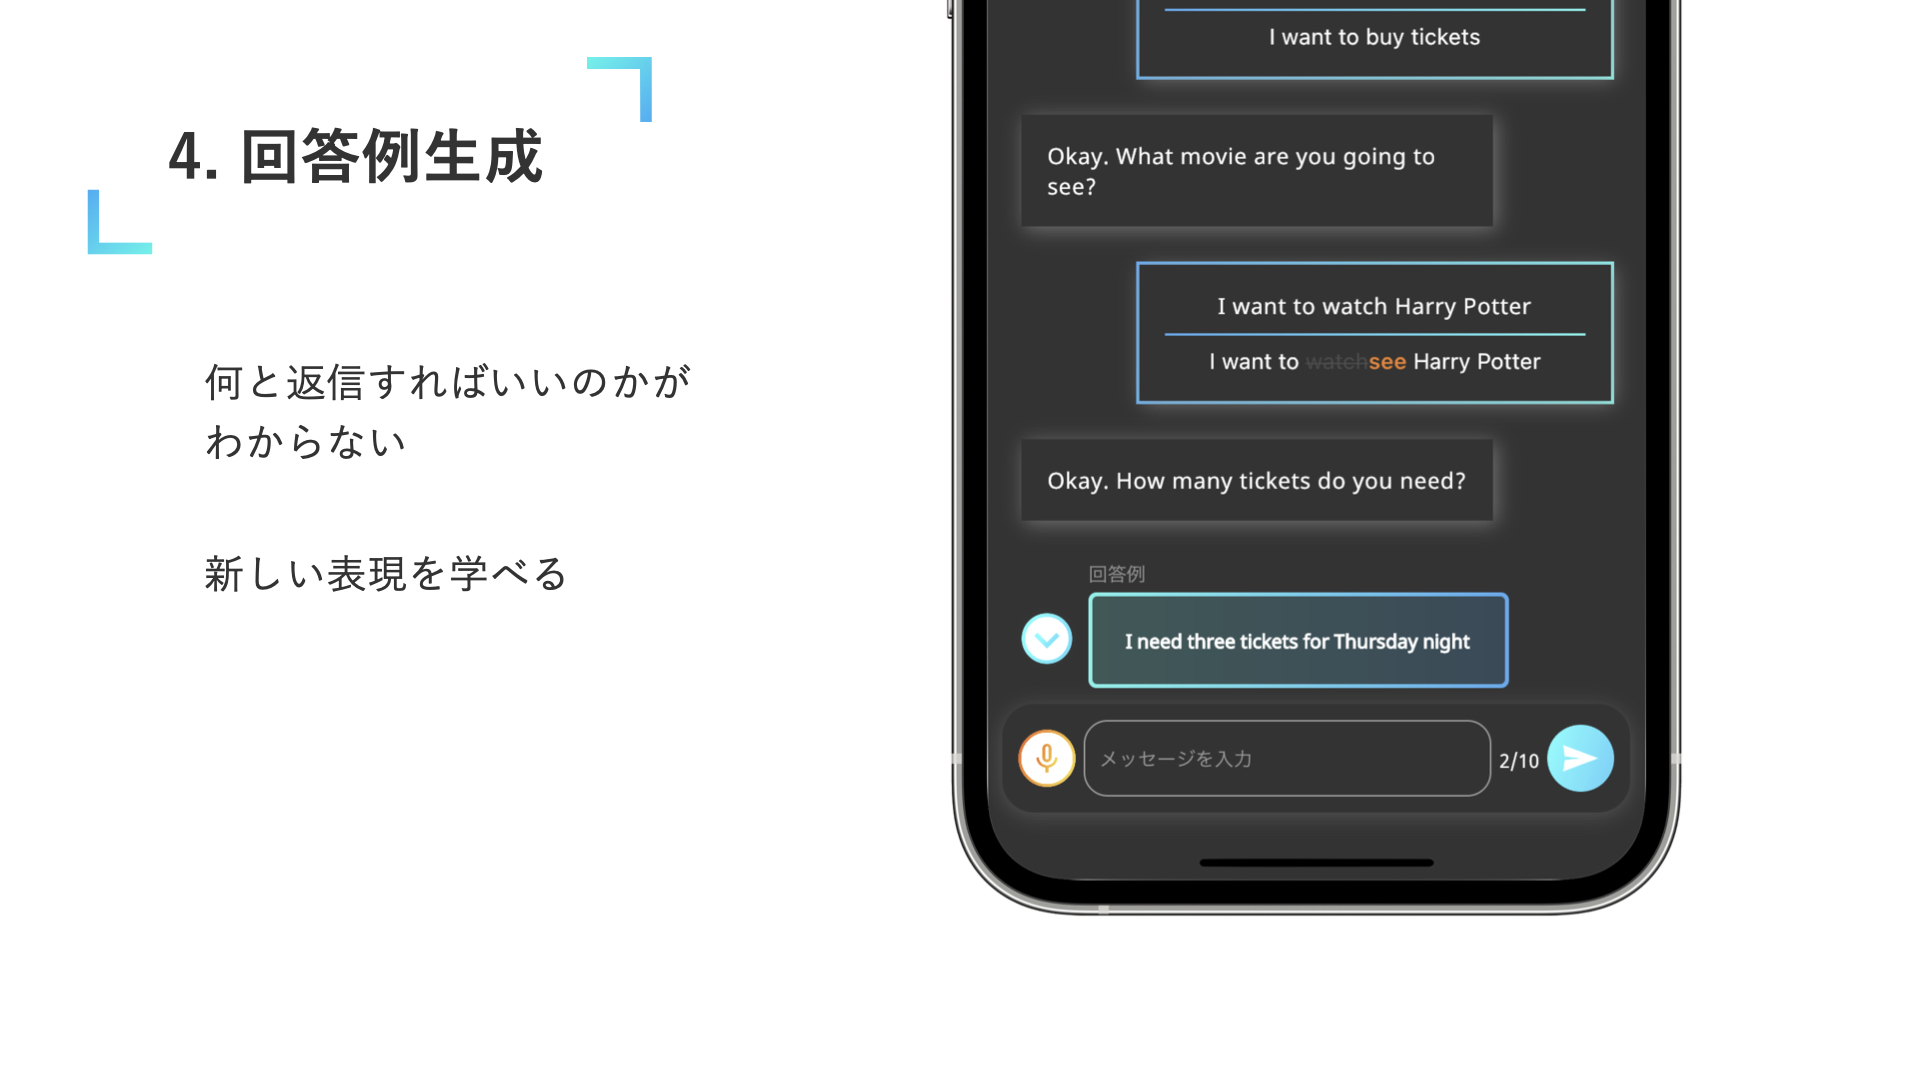 4. 回答例生成
何と返信すればいいのかが
わからない
新しい表現を学べる
I want to buy tickets
Okay. What movie are you going to
see?
I want to watch Harry Potter
I want to watchsee Harry Potter
Okay. How many tickets do you need?
回答例
I need three tickets for Thursday night
メッセージを入力
2/10